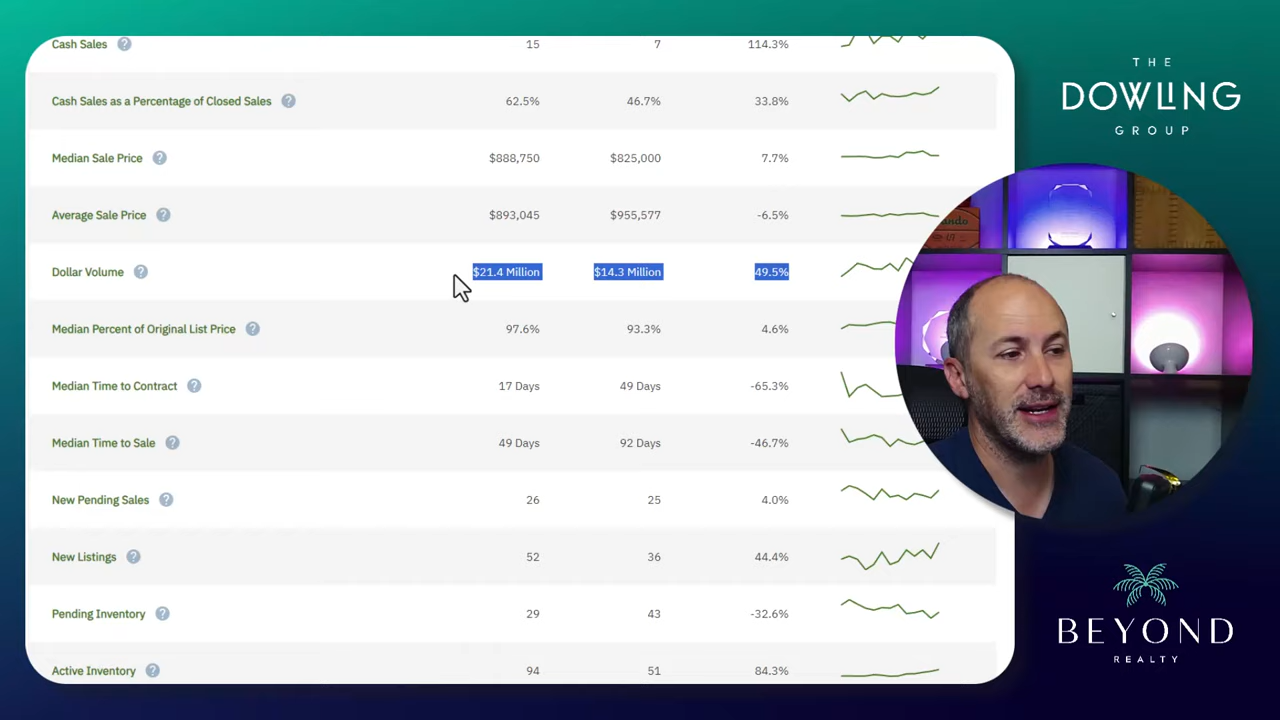 Cash Sales ? 15 7 114.3%
Cash Sales as a Percentage of Closed Sales ? 62.5% 46.7% 33.8%
Median Sale Price ? $888,750 $825,000 7.7%
Average Sale Price ? $893,045 $955,577 -6.5%
Dollar Volume ? $21.4 Million $14.3 Million 49.5%
Median Percent of Original List Price ? 97.6% 93.3% 4.6%
Median Time to Contract ? 17 Days 49 Days -65.3%
Median Time to Sale ? 49 Days 92 Days -46.7%
New Pending Sales ? 26 25 4.0%
New Listings ? 52 36 44.4%
Pending Inventory ? 29 43 -32.6%
Active Inventory ? 94 51 84.3%
THE
DOWLING
GROUP
BEYOND
REALTY